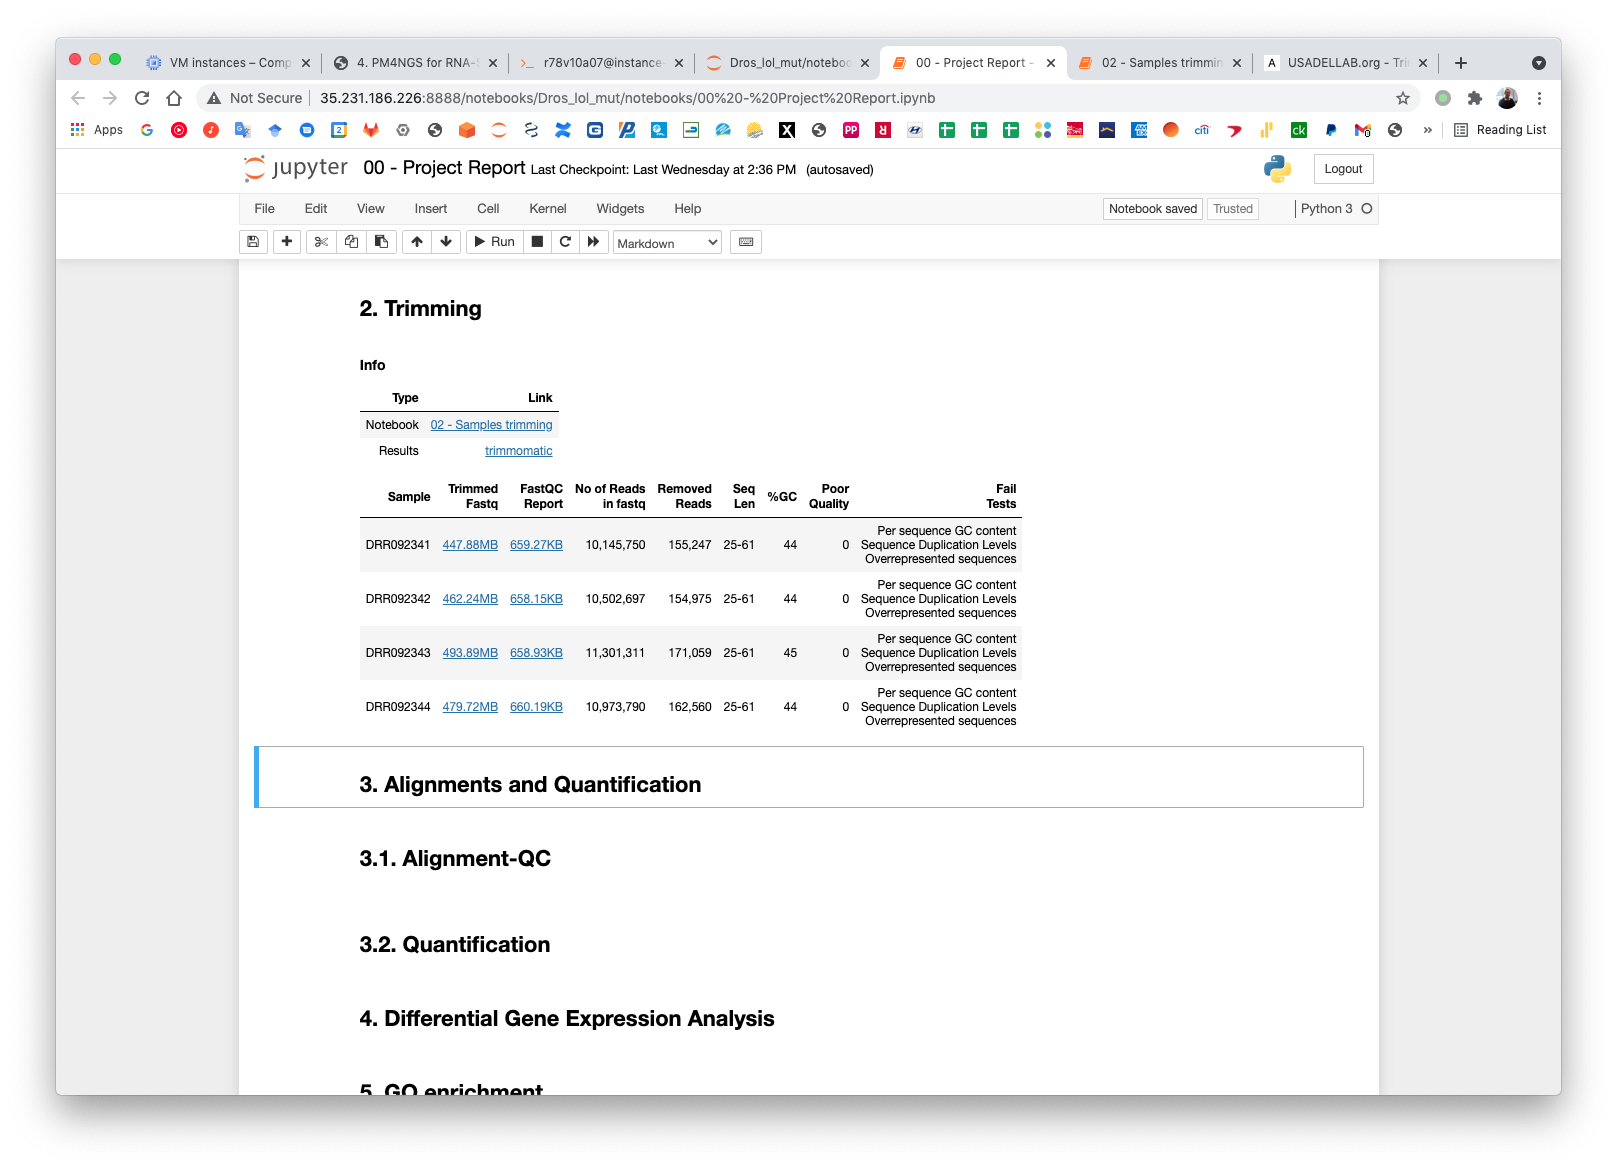 VM instances – Comp
4. PM4NGS for RNA-S
r78v10a07@instance-
Dros_lol_mut/noteboo
00 - Project Report -
02 - Samples trimmin
A USADELLAB.org - Tri
Not Secure 35.231.186.226:8888/notebooks/Dros_lol_mut/notebooks/00%20-%20Project%20Report.ipynb
Apps
Reading List
jupyter 00 - Project Report Last Checkpoint: Last Wednesday at 2:36 PM (autosaved)
Logout
File Edit View Insert Cell Kernel Widgets Help
Notebook saved Trusted Python 3
Run Markdown
2. Trimming
Info
Type Link
Notebook 02 - Samples trimming
Results trimmomatic
Sample Trimmed Fastq FastQC Report No of Reads in fastq Removed Reads Seq Len %GC Poor Quality Fail Tests
Per sequence GC content
DRR092341 447.88MB 659.27KB 10,145,750 155,247 25-61 44 0 Sequence Duplication Levels
Overrepresented sequences
Per sequence GC content
DRR092342 462.24MB 658.15KB 10,502,697 154,975 25-61 44 0 Sequence Duplication Levels
Overrepresented sequences
Per sequence GC content
DRR092343 493.89MB 658.93KB 11,301,311 171,059 25-61 45 0 Sequence Duplication Levels
Overrepresented sequences
Per sequence GC content
DRR092344 479.72MB 660.19KB 10,973,790 162,560 25-61 44 0 Sequence Duplication Levels
Overrepresented sequences
3. Alignments and Quantification
3.1. Alignment-QC
3.2. Quantification
4. Differential Gene Expression Analysis
5. GO enrichment